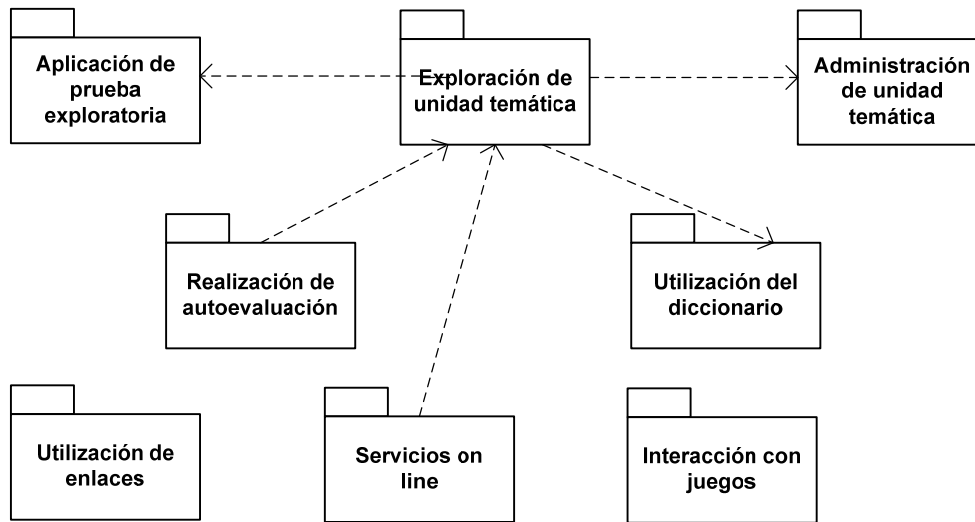 Aplicación de
prueba
exploratoria
Exploración de
unidad temática
Administración
de unidad
temática
Realización de
autoevaluación
Utilización del
diccionario
Utilización de
enlaces
Servicios on
line
Interacción con
juegos